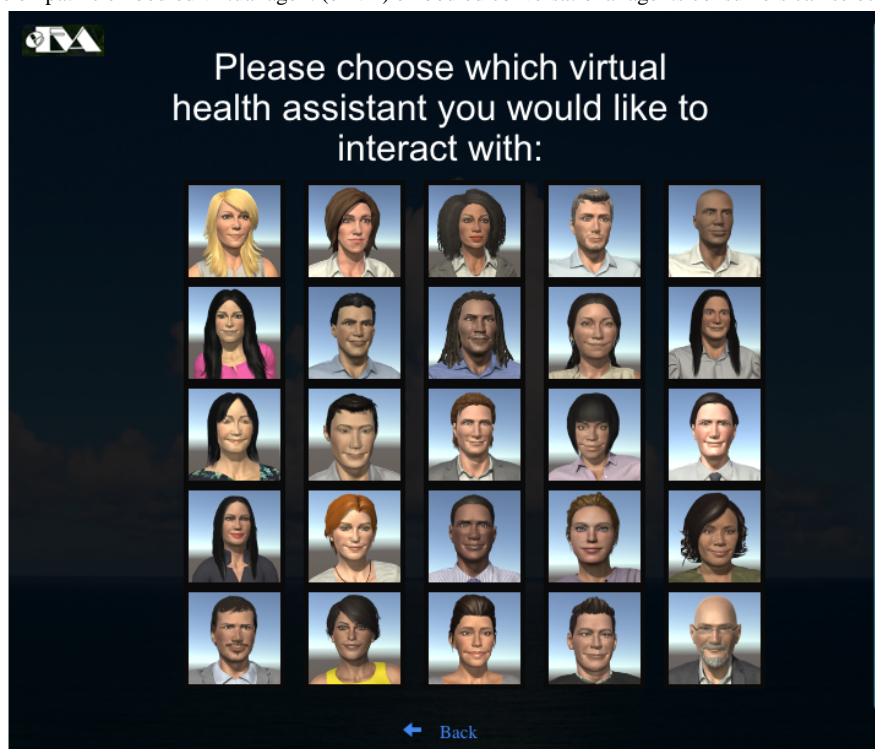 Please choose which virtual
health assistant you would like to
interact with:
Back